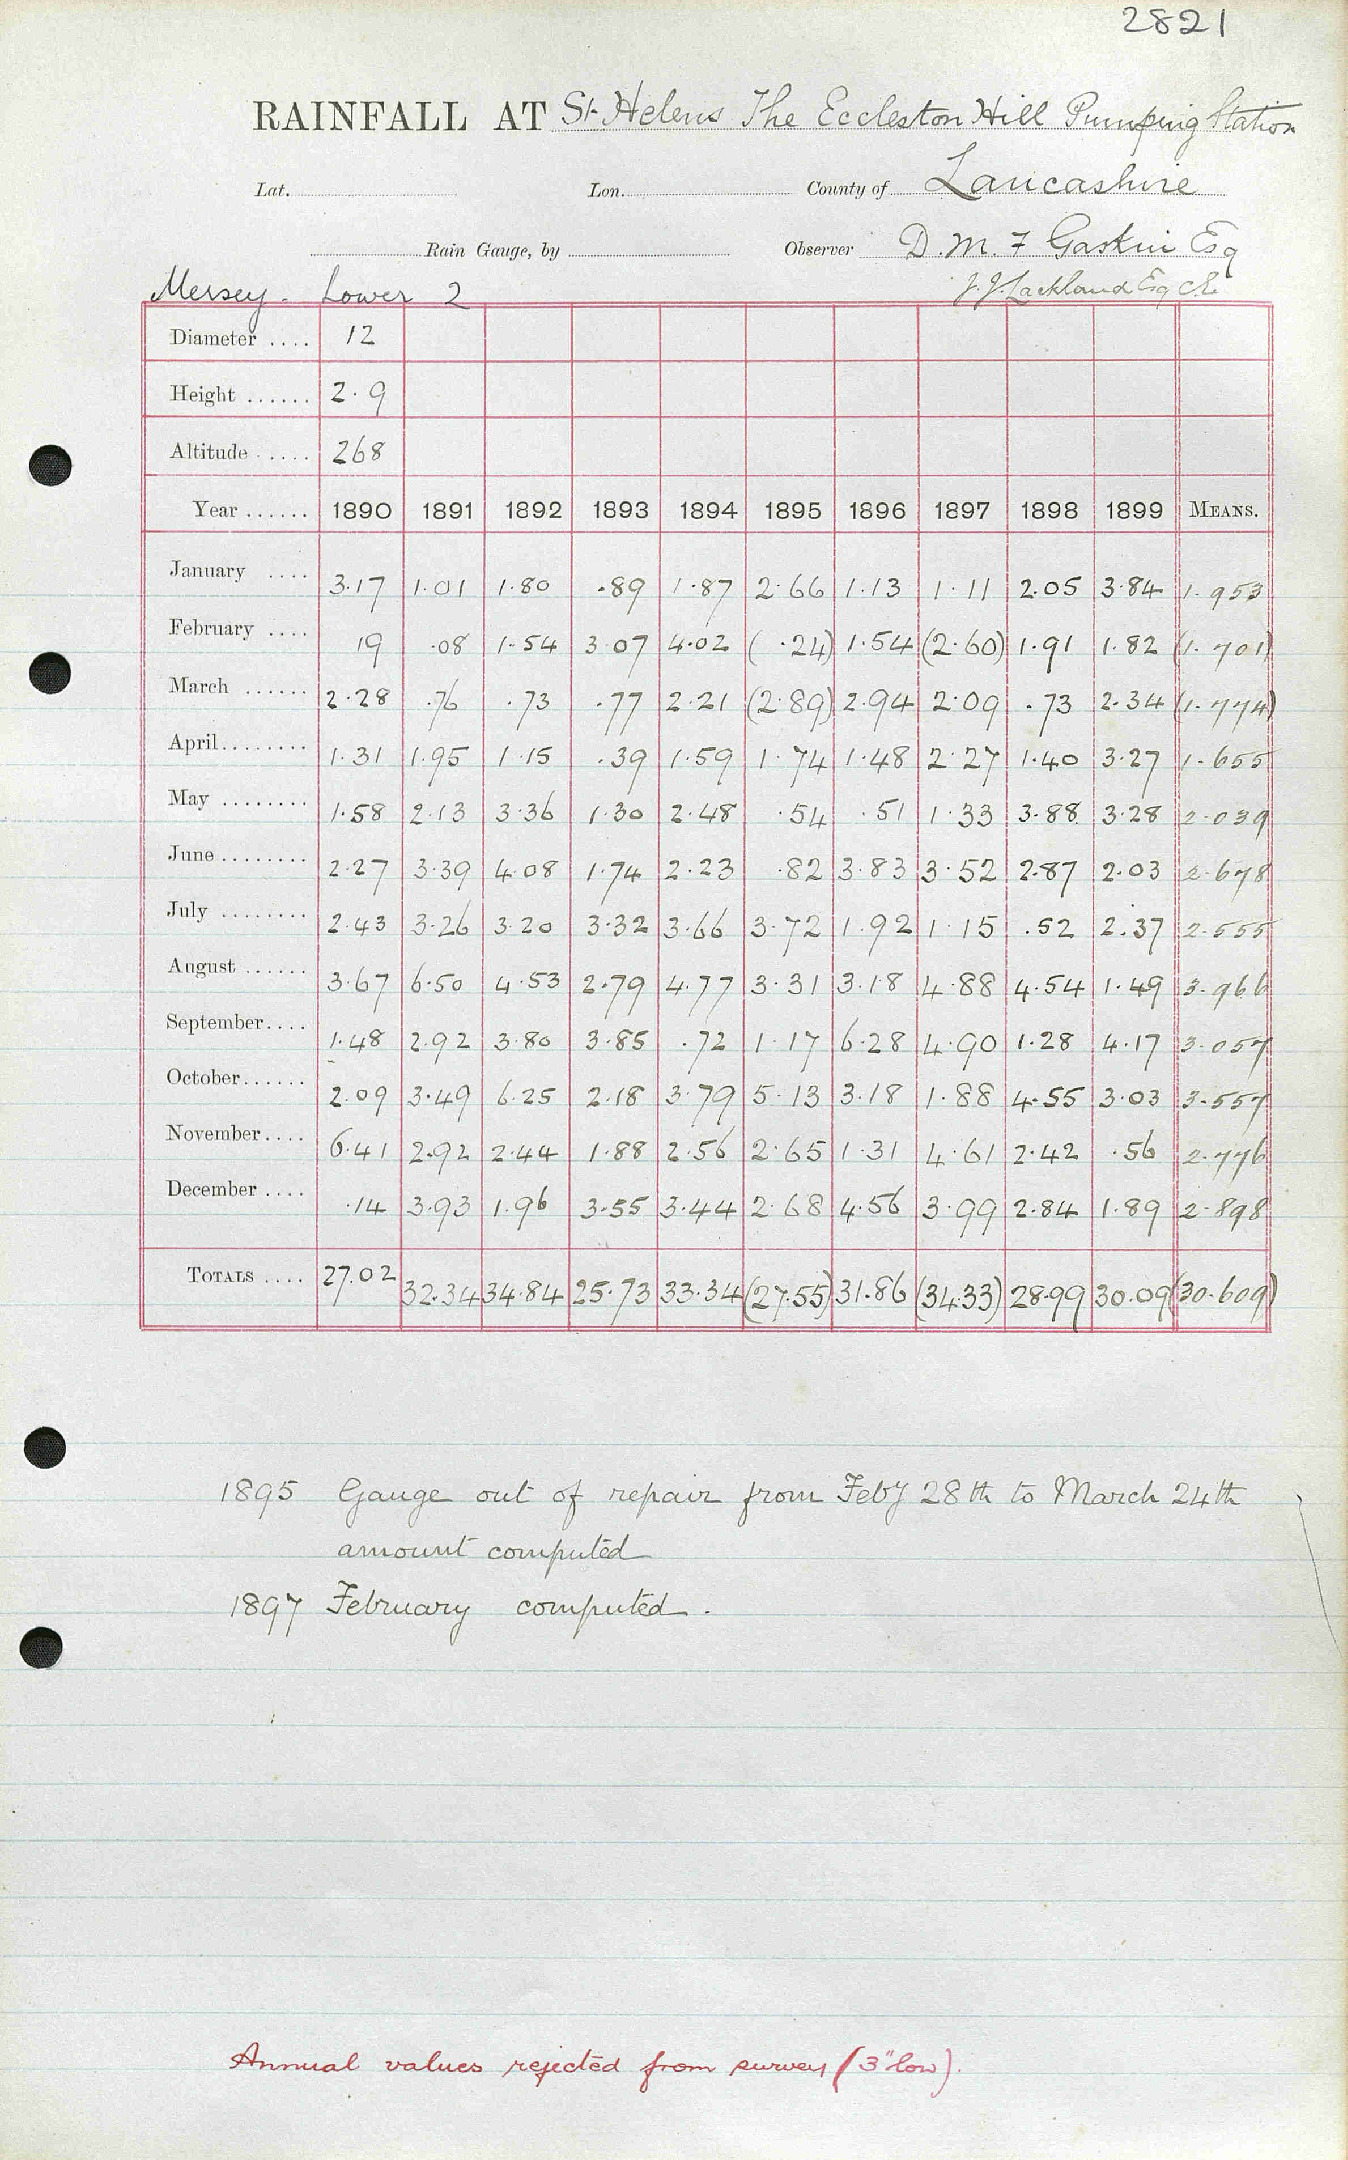 2821
RAINFALL AT St. Helens The Eccleston Hill Pumping Station
Lat. Lon. County of Lancashire
Rain Gauge, by Observer D. M. F Gaskin Esq
Mersey. Lower 2 J. J. Lackland Esq CE
Diameter .... 12
Height ...... 2.9
Altitude ..... 268
Year ...... 1890 1891 1892 1893 1894 1895 1896 1897 1898 1899 MEANS.
January .... 3.17 1.01 1.80 .89 1.87 2.66 1.13 1.11 2.05 3.84 1.953
February .... 19 .08 1.54 3.07 4.02 (.24) 1.54 (2.60) 1.91 1.82 (1.701)
March ...... 2.28 .76 .73 .77 2.21 (2.89) 2.94 2.09 .73 2.34 (1.774)
April........ 1.31 1.95 1.15 .39 1.59 1.74 1.48 2.27 1.40 3.27 1.655
May ........ 1.58 2.13 3.36 1.30 2.48 .54 .51 1.33 3.88 3.28 2.039
June ........ 2.27 3.39 4.08 1.74 2.23 .82 3.83 3.52 2.87 2.03 2.678
July ........ 2.43 3.26 3.20 3.32 3.66 3.72 1.92 1.15 .52 2.37 2.555
August ...... 3.67 6.50 4.53 2.79 4.77 3.31 3.18 4.88 4.54 1.49 3.966
September.... 1.48 2.92 3.80 3.85 .72 1.17 6.28 4.90 1.28 4.17 3.057
October...... 2.09 3.49 6.25 2.18 3.79 5.13 3.18 1.88 4.55 3.03 3.557
November.... 6.41 2.92 2.44 1.88 2.56 2.65 1.31 4.61 2.42 .56 2.776
December .... .14 3.93 1.96 3.55 3.44 2.68 4.56 3.99 2.84 1.89 2.898
TOTALS .... 27.02 32.34 34.84 25.73 33.34 (27.55) 31.86 (34.33) 28.99 30.09 (30.609)
1895 Gauge out of repair from Feby 28th to March 24th
amount computed
1897 February computed.
Annual values rejected from survey (3" low).